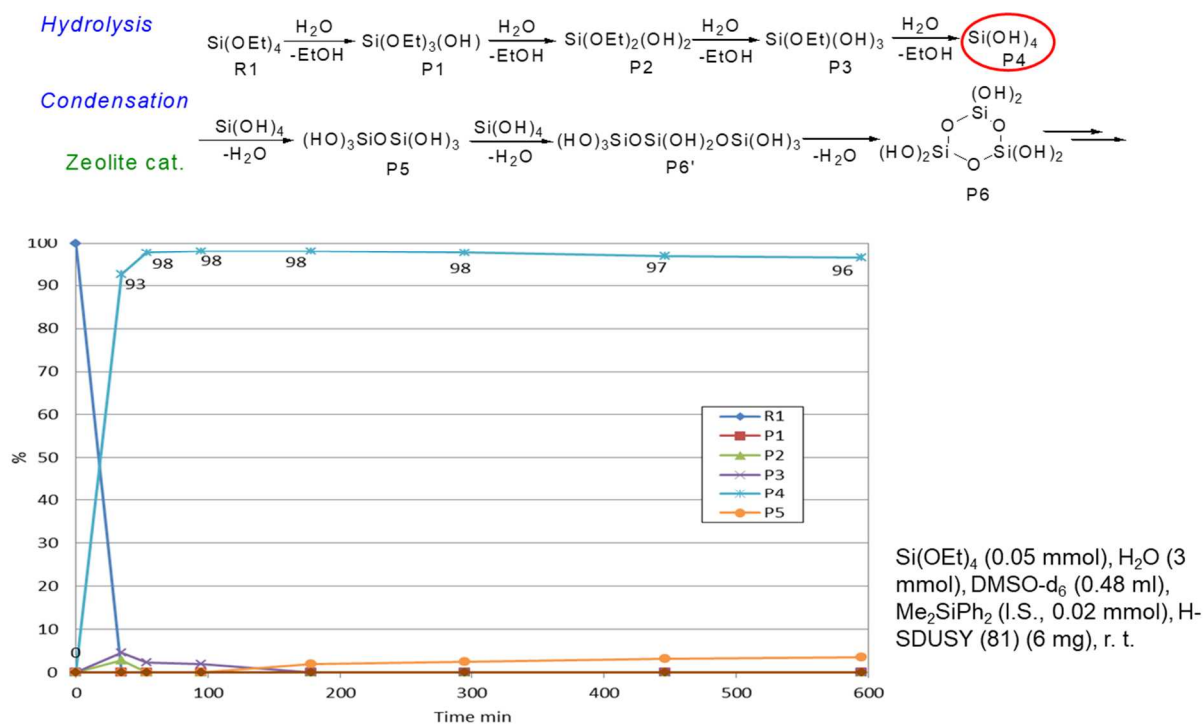 Hydrolysis
Si(OEt)₄ H₂O -EtOH Si(OEt)₃(OH) H₂O -EtOH Si(OEt)₂(OH)₂ H₂O -EtOH Si(OEt)(OH)₃ H₂O -EtOH Si(OH)₄
R1 P1 P2 P3 P4
Condensation
Zeolite cat.
Si(OH)₄ -H₂O (HO)₃SiOSi(OH)₃ Si(OH)₄ -H₂O (HO)₃SiOSi(OH)₂OSi(OH)₃ -H₂O
P5 P6'
(OH)₂
Si
O O
(HO)₂Si Si(OH)₂
O
P6
100
90
80
70
60
50
40
30
20
10
0
%
0
93
98
98
98
98
97
96
R1
P1
P2
P3
P4
P5
0 100 200 300 400 500 600
Time min
Si(OEt)₄ (0.05 mmol), H₂O (3
mmol), DMSO-d₆ (0.48 ml),
Me₂SiPh₂ (I.S., 0.02 mmol), H-
SDUSY (81) (6 mg), r. t.